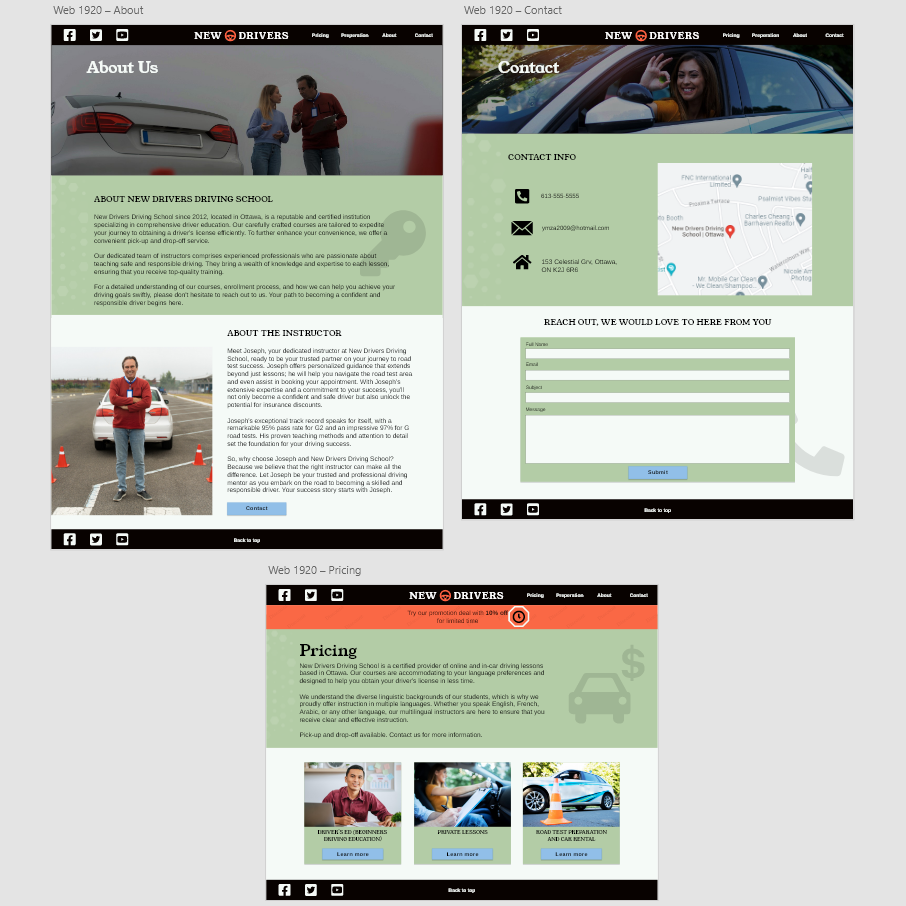 Web 1920 – About
NEW DRIVERS
Pricing Preperation About Contact
About Us
ABOUT NEW DRIVERS DRIVING SCHOOL
New Drivers Driving School since 2012, located in Ottawa, is a reputable and certified institution
specializing in comprehensive driver education. Our carefully crafted courses are tailored to expedite
your journey to obtaining a driver's license efficiently. To further enhance your convenience, we offer a
convenient pick-up and drop-off service.
Our dedicated team of instructors comprises experienced professionals who are passionate about
teaching safe and responsible driving. They bring a wealth of knowledge and expertise to each lesson,
ensuring that you receive top-quality training.
For a detailed understanding of our courses, enrollment process, and how we can help you achieve your
driving goals swiftly, please don't hesitate to reach out to us. Your path to becoming a confident and
responsible driver begins here.
ABOUT THE INSTRUCTOR
Meet Joseph, your dedicated instructor at New Drivers Driving
School, ready to be your trusted partner on your journey to road
test success. Joseph offers personalized guidance that extends
beyond just lessons; he will help you navigate the road test area
and even assist in booking your appointment. With Joseph's
extensive expertise and a commitment to your success, you'll
not only become a confident and safe driver but also unlock the
potential for insurance discounts.
Joseph's exceptional track record speaks for itself, with a
remarkable 95% pass rate for G2 and an impressive 97% for G
road tests. His proven teaching methods and attention to detail
set the foundation for your driving success.
So, why choose Joseph and New Drivers Driving School?
Because we believe that the right instructor can make all the
difference. Let Joseph be your trusted and professional driving
mentor as you embark on the road to becoming a skilled and
responsible driver. Your success story starts with Joseph.
Contact
Back to top
Web 1920 – Contact
NEW DRIVERS
Pricing Preperation About Contact
Contact
CONTACT INFO
613-555-5555
ymza2009@hotmail.com
153 Celestial Grv, Ottawa,
ON K2J 6R6
FNC International
Limited
Proxima Terrace
Psalmist Vibes Stu
ts Booth
Charles Cheang -
Barrhaven Realtor
New Drivers Driving
School | Ottawa
Mr. Mobile Car Clean
- We Clean/Shampoo..
Nicole Am
REACH OUT, WE WOULD LOVE TO HERE FROM YOU
Full Name
Email
Subject
Message
Submit
Back to top
Web 1920 – Pricing
NEW DRIVERS
Pricing Preperation About Contact
Try our promotion deal with 10% off
for limited time
Pricing
New Drivers Driving School is a certified provider of online and in-car driving lessons
based in Ottawa. Our courses are accommodating to your language preferences and
designed to help you obtain your driver's license in less time.
We understand the diverse linguistic backgrounds of our students, which is why we
proudly offer instruction in multiple languages. Whether you speak English, French,
Arabic, or any other language, our multilingual instructors are here to ensure that you
receive clear and effective instruction.
Pick-up and drop-off available. Contact us for more information.
DRIVER'S ED (BEGINNERS
DRIVING EDUCATION)
Learn more
PRIVATE LESSONS
Learn more
ROAD TEST PREPARATION
AND CAR RENTAL
Learn more
Back to top